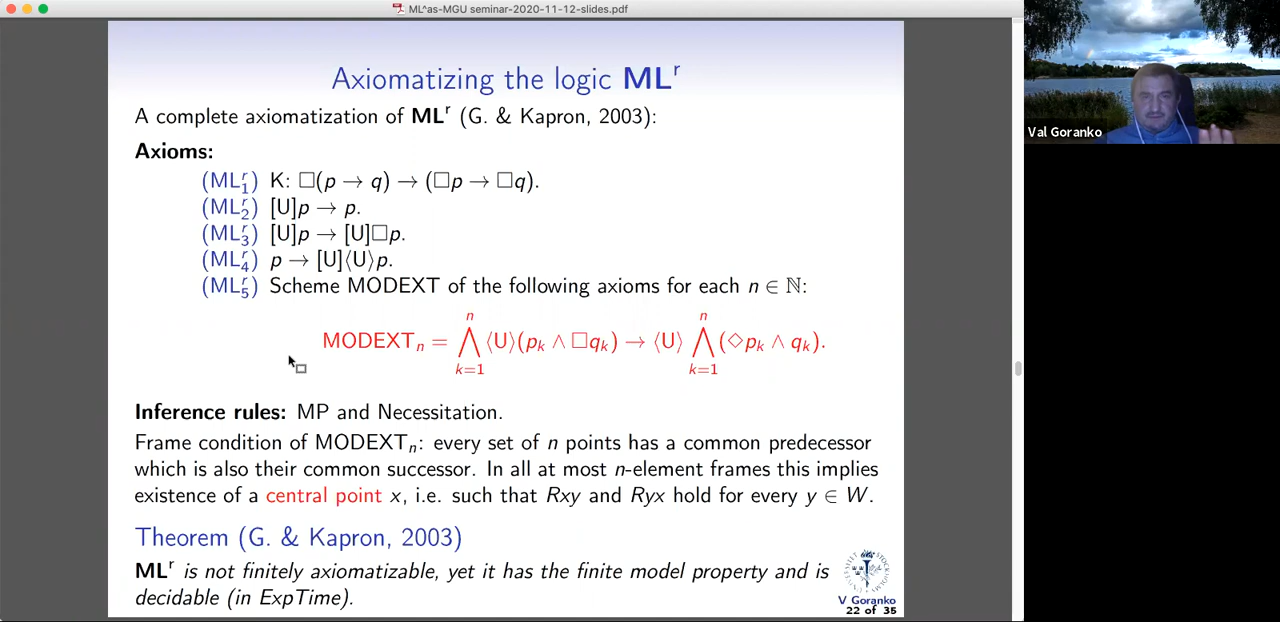 ML^as-MGU seminar-2020-11-12-slides.pdf
Axiomatizing the logic MLʳ
A complete axiomatization of MLʳ (G. & Kapron, 2003):
Axioms:
(MLʳ₁) K: □(p → q) → (□p → □q).
(MLʳ₂) [U]p → p.
(MLʳ₃) [U]p → [U]□p.
(MLʳ₄) p → [U]⟨U⟩p.
(MLʳ₅) Scheme MODEXT of the following axioms for each n ∈ ℕ:
MODEXTₙ = ⋀ₖ₌₁ⁿ ⟨U⟩(pₖ ∧ □qₖ) → ⟨U⟩ ⋀ₖ₌₁ⁿ (◇pₖ ∧ qₖ).
Inference rules: MP and Necessitation.
Frame condition of MODEXTₙ: every set of n points has a common predecessor
which is also their common successor. In all at most n-element frames this implies
existence of a central point x, i.e. such that Rxy and Ryx hold for every y ∈ W.
Theorem (G. & Kapron, 2003)
MLʳ is not finitely axiomatizable, yet it has the finite model property and is
decidable (in ExpTime).
V Goranko
22 of 35
Val Goranko